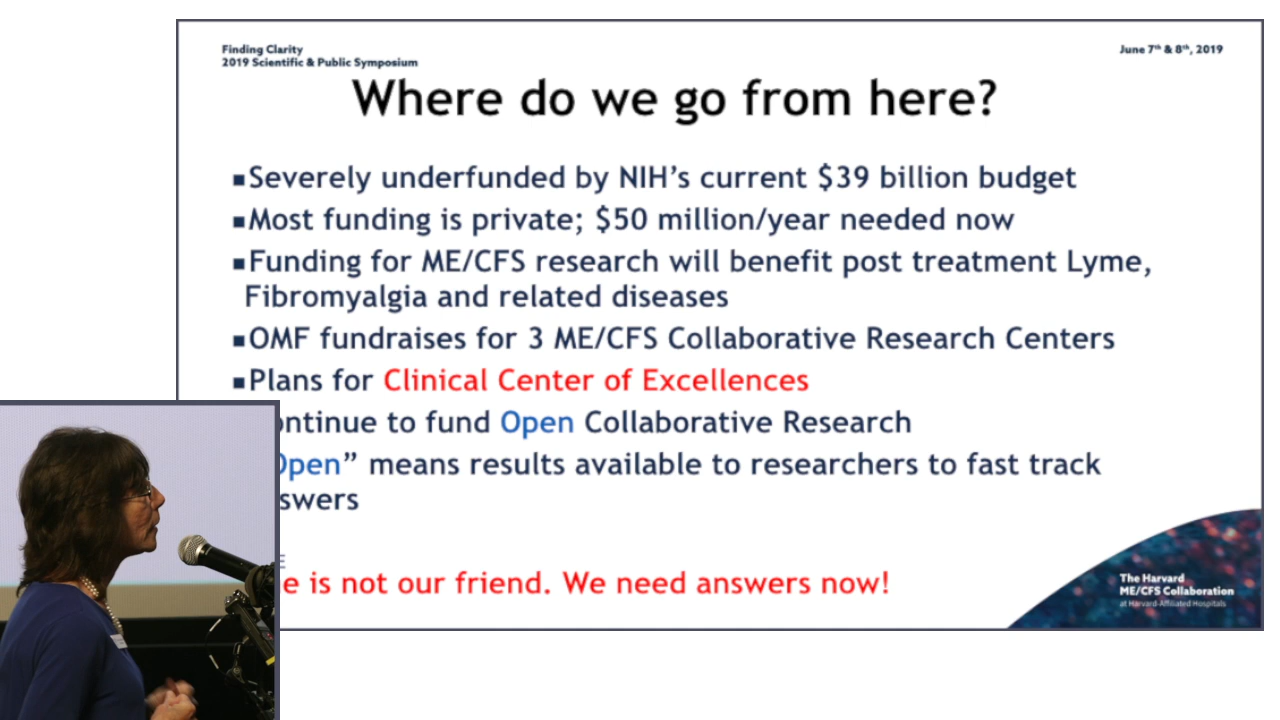 Finding Clarity
2019 Scientific & Public Symposium
June 7th & 8th, 2019
Where do we go from here?
▪Severely underfunded by NIH’s current $39 billion budget
▪Most funding is private; $50 million/year needed now
▪Funding for ME/CFS research will benefit post treatment Lyme,
Fibromyalgia and related diseases
▪OMF fundraises for 3 ME/CFS Collaborative Research Centers
▪Plans for Clinical Center of Excellences
ontinue to fund Open Collaborative Research
Open” means results available to researchers to fast track
swers
e is not our friend. We need answers now!
The Harvard
ME/CFS Collaboration
at Harvard-Affiliated Hospitals